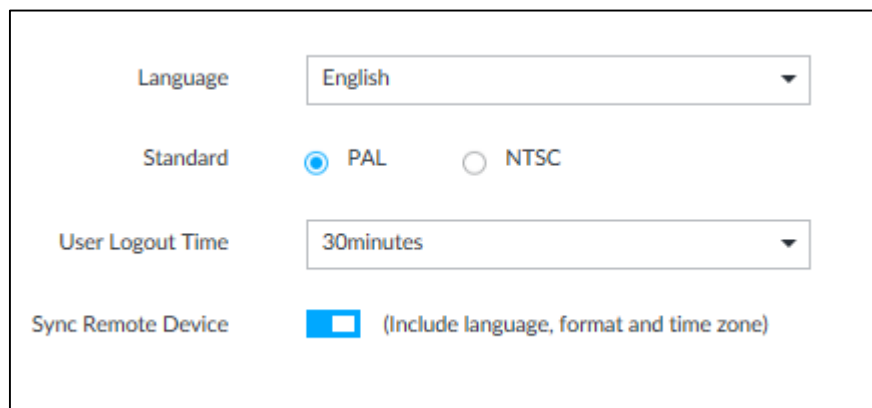 Language English
Standard PAL NTSC
User Logout Time 30minutes
Sync Remote Device (Include language, format and time zone)